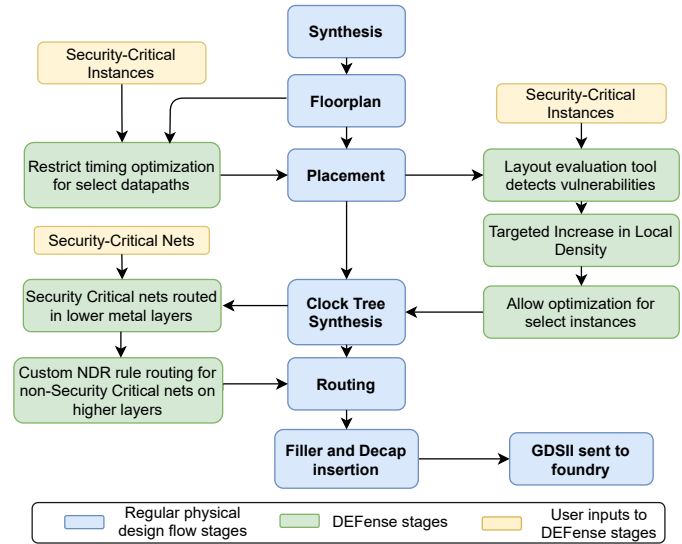 Synthesis
Security-Critical
Instances
Floorplan
Security-Critical
Instances
Restrict timing optimization
for select datapaths
Placement
Layout evaluation tool
detects vulnerabilities
Targeted Increase in Local
Density
Security-Critical Nets
Security Critical nets routed
in lower metal layers
Clock Tree
Synthesis
Allow optimization for
select instances
Custom NDR rule routing for
non-Security Critical nets on
higher layers
Routing
Filler and Decap
insertion
GDSII sent to
foundry
Regular physical
design flow stages
DEFense stages
User inputs to
DEFense stages